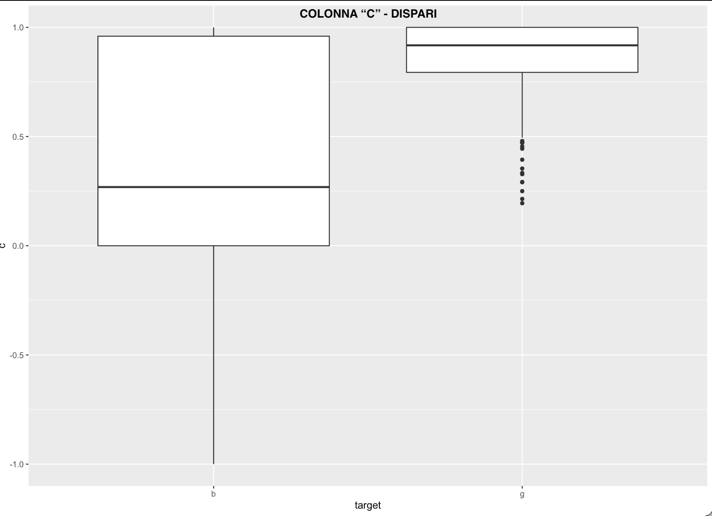 COLONNA “C” - DISPARI
1.0
0.5
0.0
-0.5
-1.0
c
b
g
target